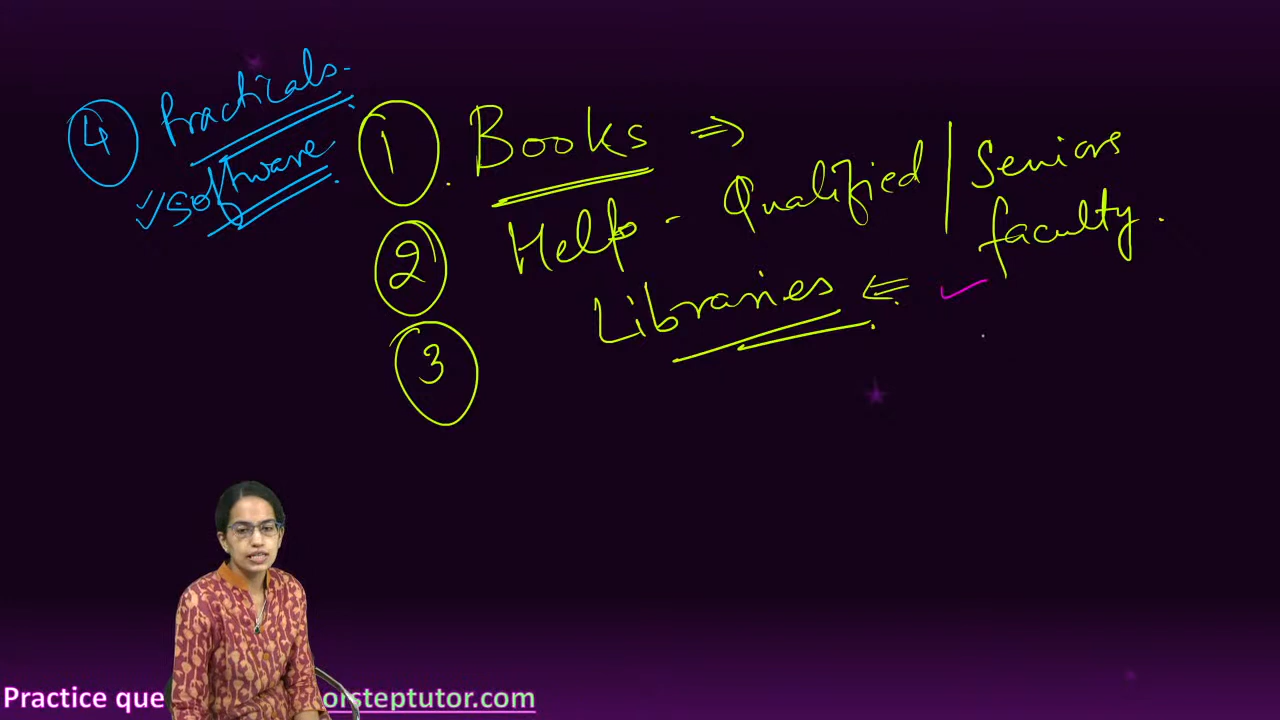 ① Books ⇒
② Help - Qualified | Seniors
faculty.
③ Libraries ⇐ ✓
④ Practicals.
✓ software
Practice que
orsteptutor.com